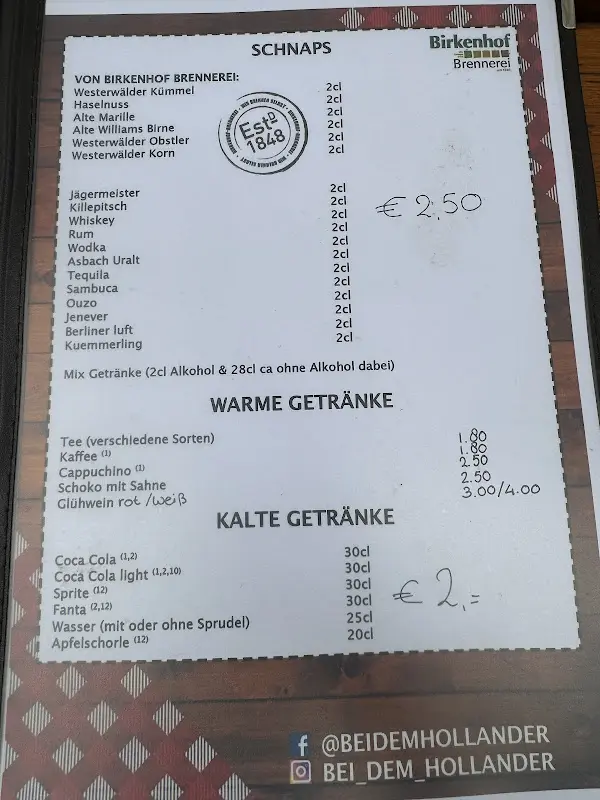 SCHNAPS
Birkenhof
Brennerei
VON BIRKENHOF BRENNEREI:
Westerwälder Kümmel 2cl
Haselnuss 2cl
Alte Marille 2cl
Alte Williams Birne 2cl
Westerwälder Obstler 2cl
Westerwälder Korn 2cl
Estd
1848
Jägermeister 2cl
Killepitsch 2cl
Whiskey 2cl
€ 2,50
Rum 2cl
Wodka 2cl
Asbach Uralt 2cl
Tequila 2cl
Sambuca 2cl
Ouzo 2cl
Jenever 2cl
Berliner luft 2cl
Kuemmerling 2cl
Mix Getränke (2cl Alkohol & 28cl ca ohne Alkohol dabei)
WARME GETRÄNKE
Tee (verschiedene Sorten) 1.80
Kaffee (1) 1.80
Cappuchino (1) 2.50
Schoko mit Sahne 2.50
Glühwein rot/weiß 3.00/4.00
KALTE GETRÄNKE
Coca Cola (1,2) 30cl
Coca Cola light (1,2,10) 30cl
Sprite (12) 30cl
Fanta (2,12) 30cl
€ 2,=
Wasser (mit oder ohne Sprudel) 25cl
Apfelschorle (12) 20cl
@BEIDEMHOLLANDER
BEI_DEM_HOLLANDER